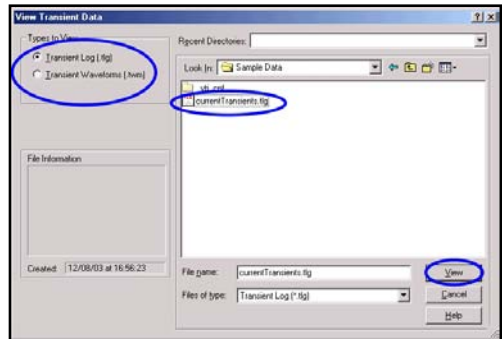 View Transient Data
Types to View
Transient Log (.tlg)
Transient Waveforms (.twn)
Recent Directories:
Look In: Sample Data
_vti_cnf
currentTransients.tlg
File Information
Created: 12/08/03 at 16:56:23
File name: currentTransients.tlg View
Files of type: Transient Log (*.tlg) Cancel
Help